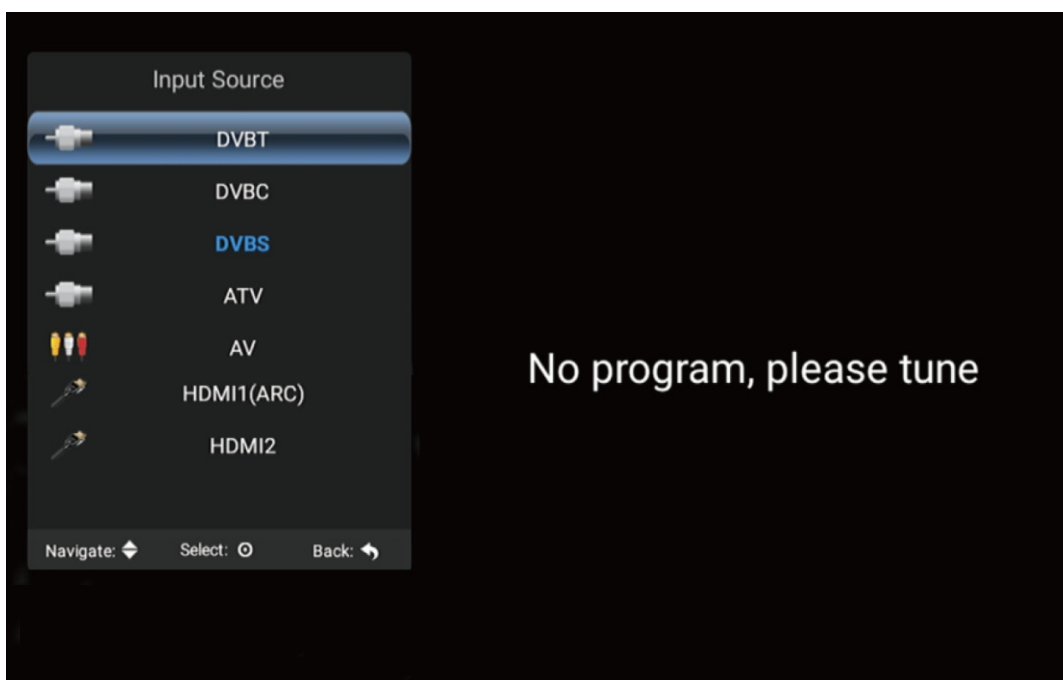 Input Source
DVBT
DVBC
DVBS
ATV
AV
HDMI1(ARC)
HDMI2
Navigate: Select: Back:
No program, please tune